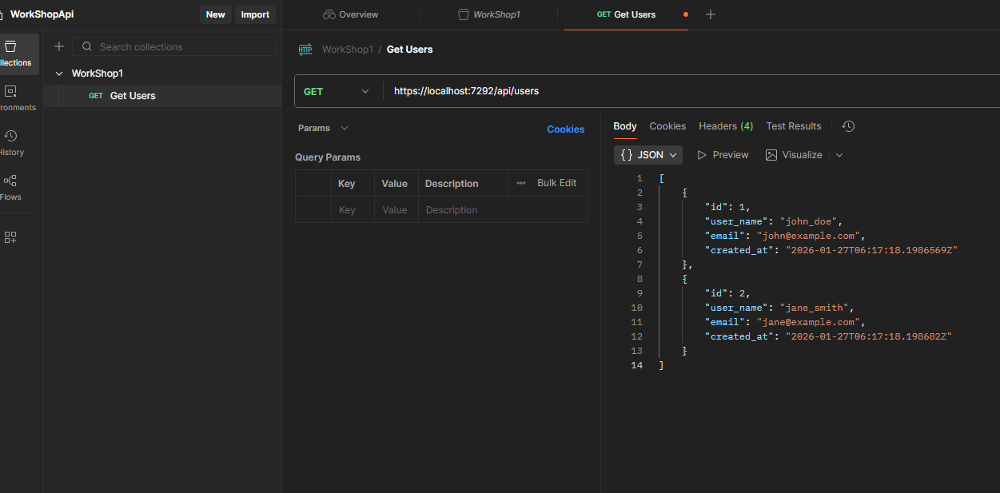 WorkShopApi New Import
Overview WorkShop1 GET Get Users
llections
Search collections
WorkShop1 / Get Users
WorkShop1
GET Get Users
GET https://localhost:7292/api/users
ronments
History
Flows
Params Cookies
Query Params
Key Value Description Bulk Edit
Key Value Description
Body Cookies Headers (4) Test Results
{ } JSON Preview Visualize
1 [
2 {
3 "id": 1,
4 "user_name": "john_doe",
5 "email": "john@example.com",
6 "created_at": "2026-01-27T06:17:18.1986569Z"
7 },
8 {
9 "id": 2,
10 "user_name": "jane_smith",
11 "email": "jane@example.com",
12 "created_at": "2026-01-27T06:17:18.198682Z"
13 }
14 ]